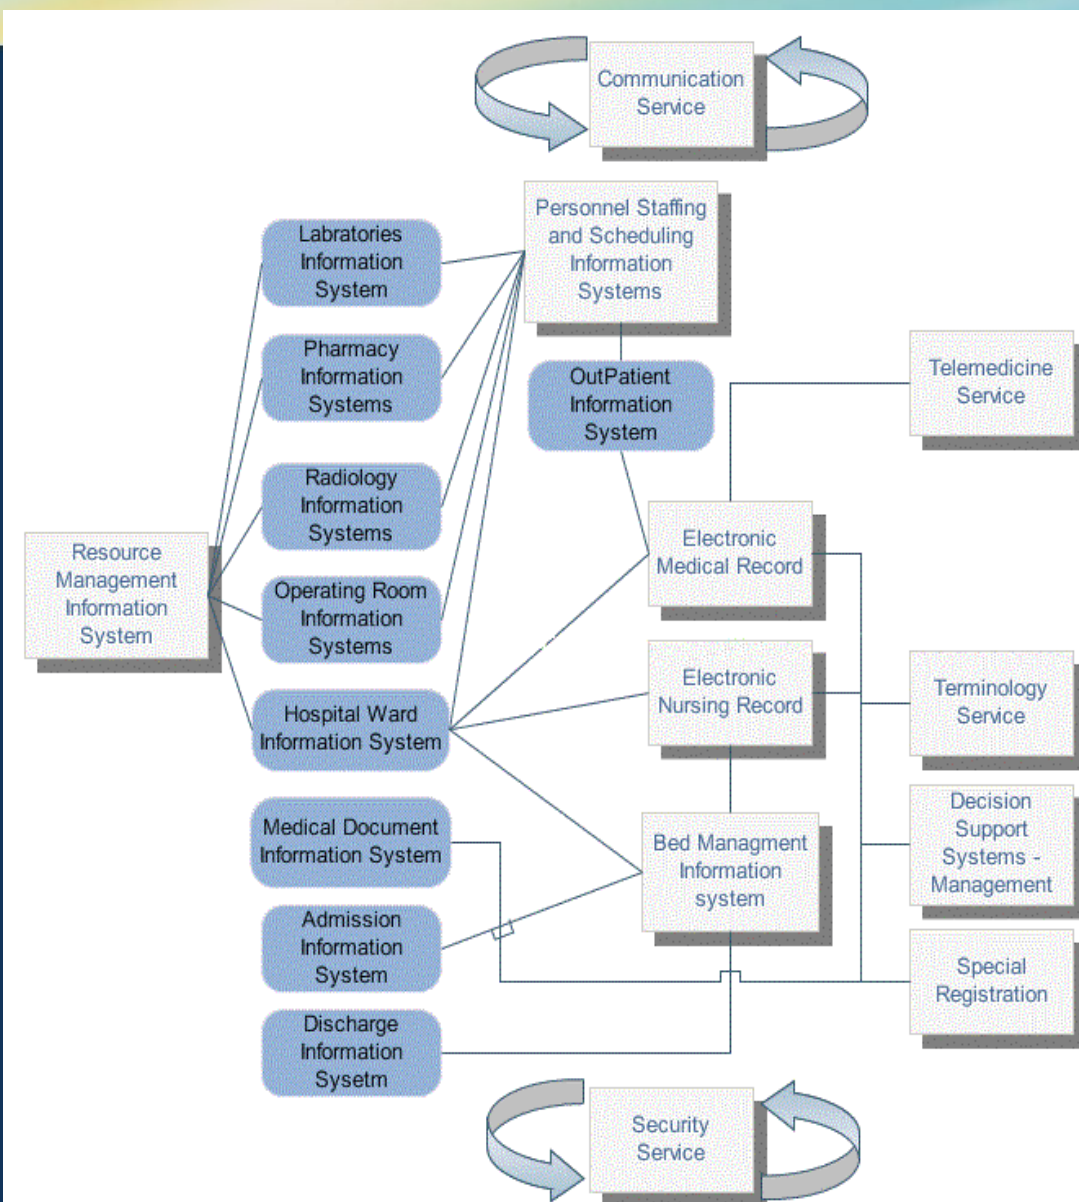 Communication
Service
Personnel Staffing
and Scheduling
Information
Systems
Labratories
Information
System
Pharmacy
Information
Systems
OutPatient
Information
System
Telemedicine
Service
Radiology
Information
Systems
Resource
Management
Information
System
Electronic
Medical Record
Operating Room
Information
Systems
Electronic
Nursing Record
Terminology
Service
Hospital Ward
Information System
Medical Document
Information System
Bed Managment
Information
system
Decision
Support
Systems -
Management
Admission
Information
System
Special
Registration
Discharge
Information
Sysetm
Security
Service